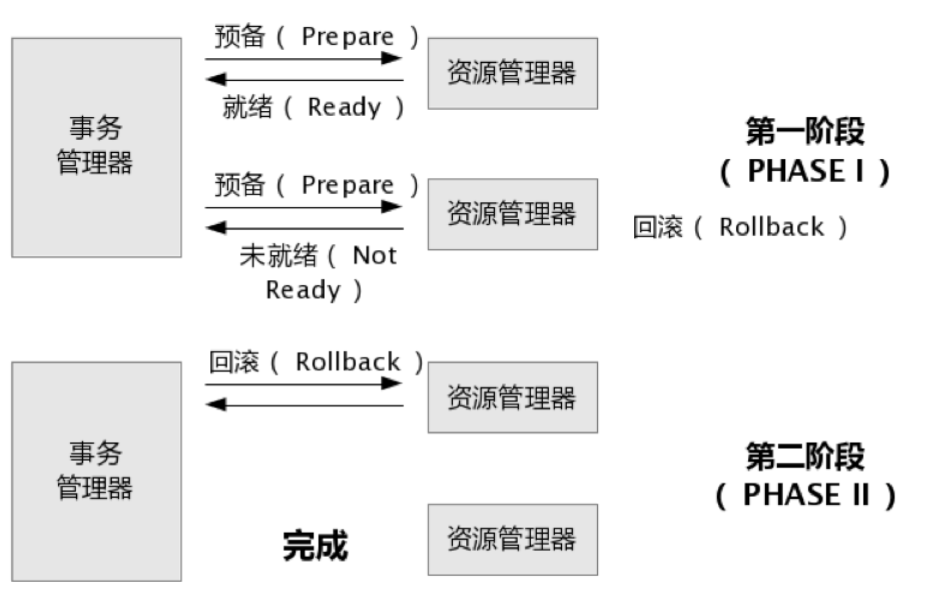 预备（ Prepare ）
资源管理器
就绪（ Ready ）
事务
管理器
第一阶段
（ PHASE I ）
预备（ Prepare ）
资源管理器
回滚（ Rollback ）
未就绪（ Not
Ready ）
回滚（ Rollback ）
资源管理器
事务
管理器
第二阶段
（ PHASE II ）
完成
资源管理器